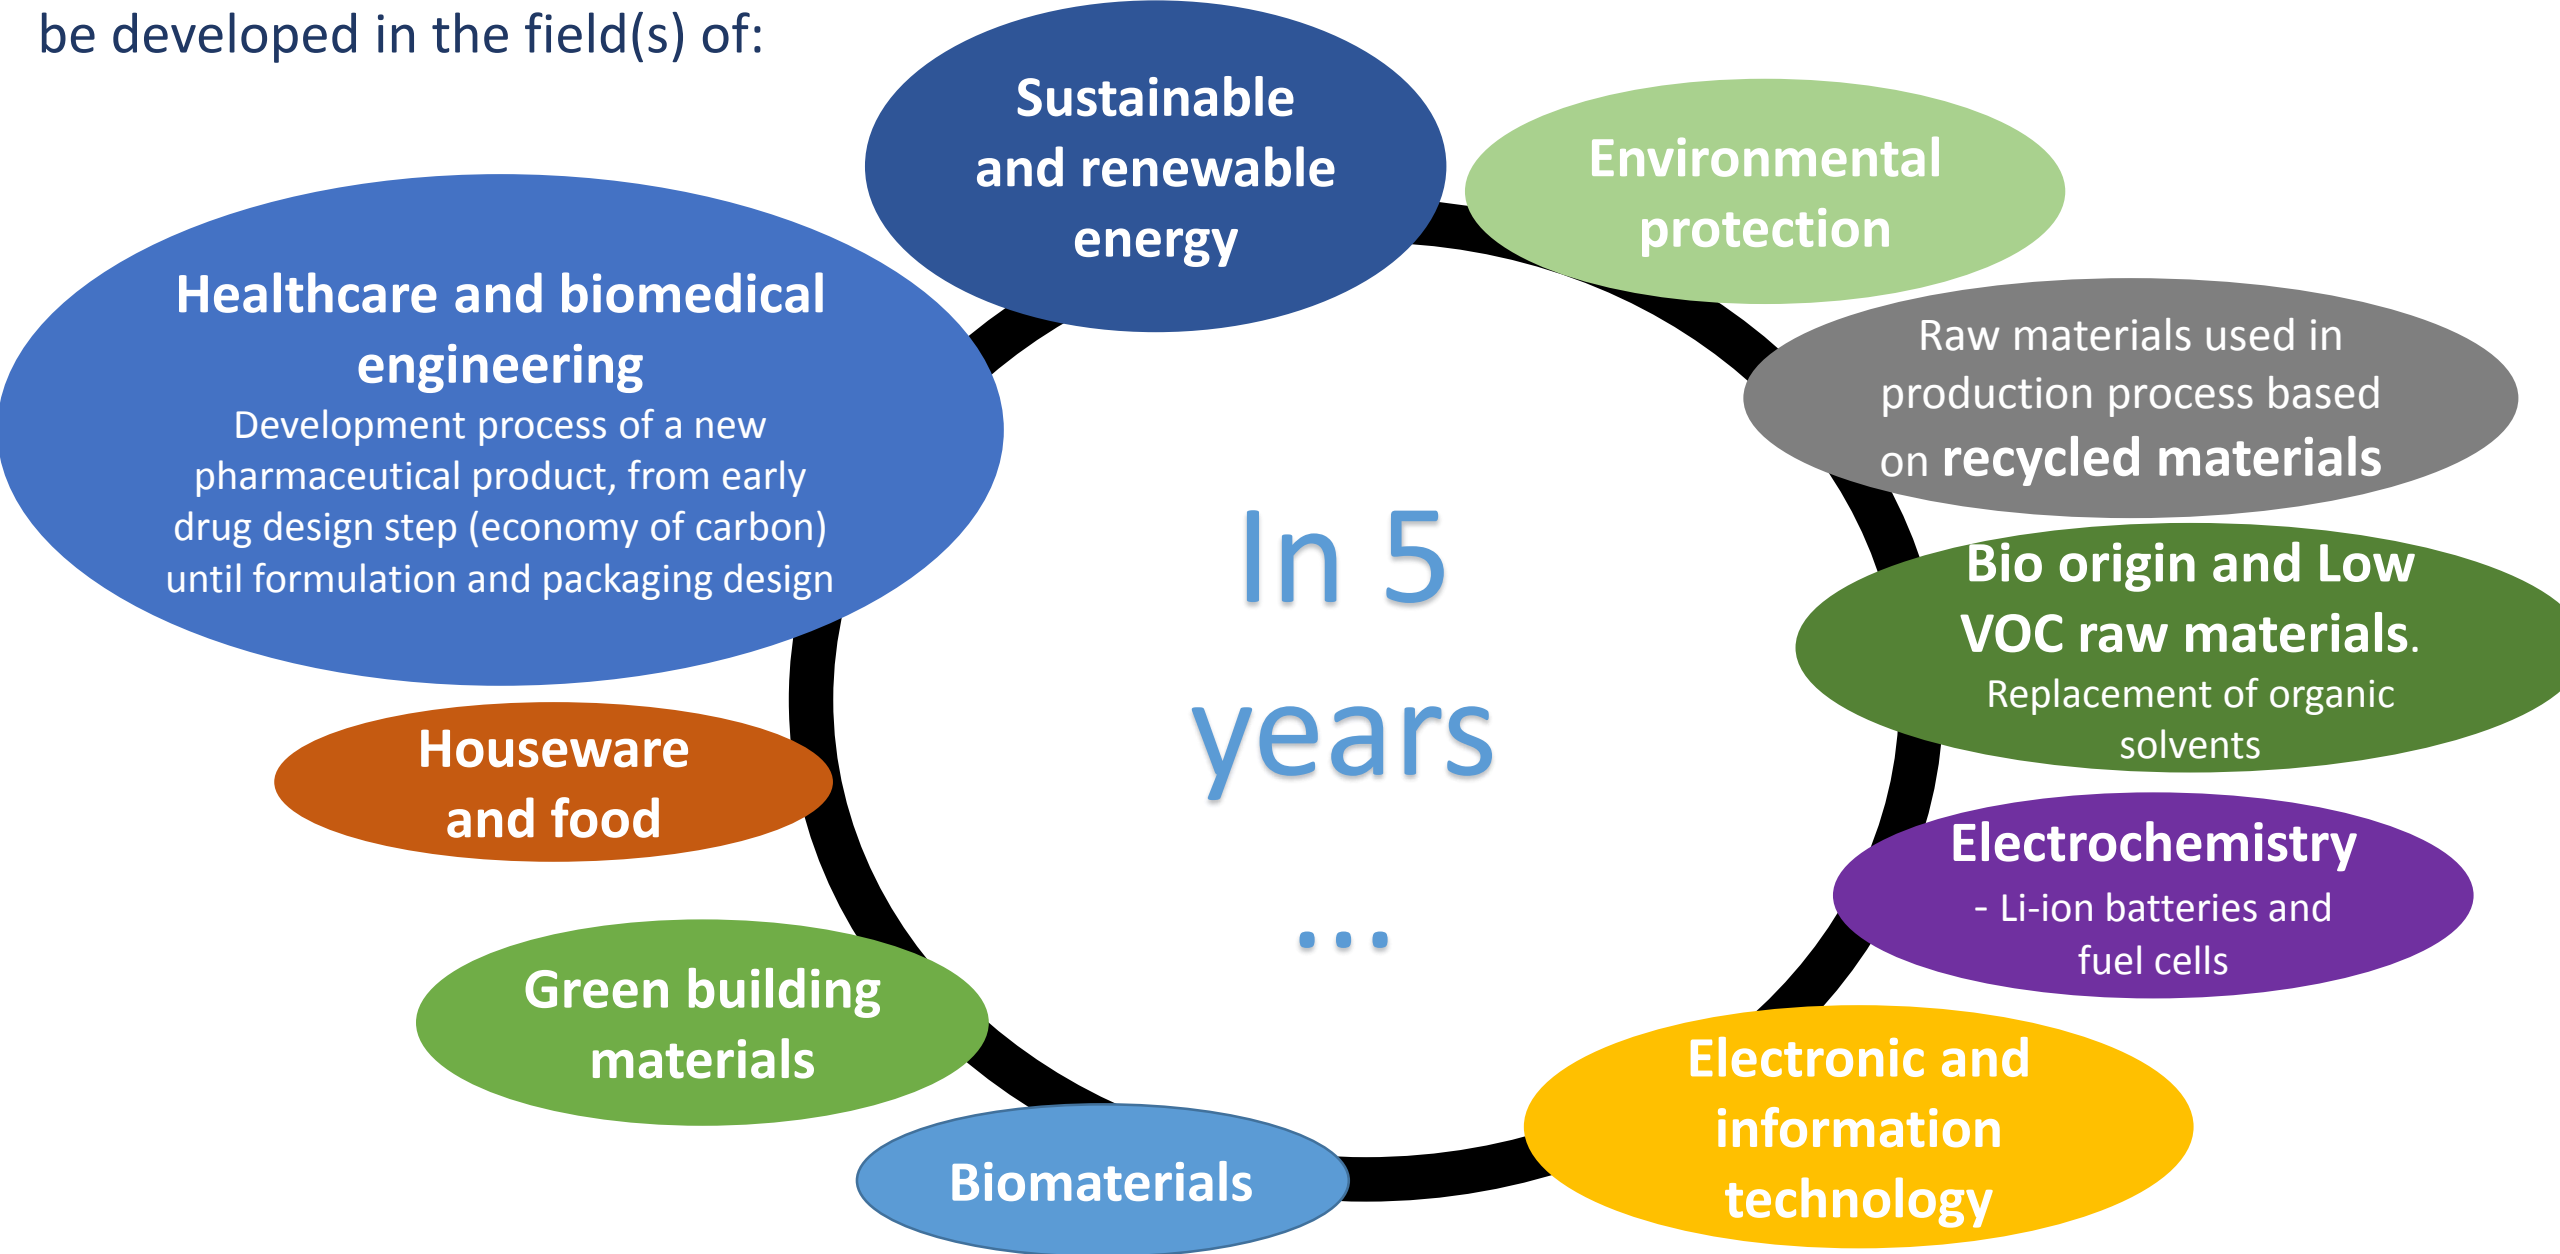 be developed in the field(s) of:
Sustainable
and renewable
energy
Environmental
protection
Healthcare and biomedical
engineering
Development process of a new
pharmaceutical product, from early
drug design step (economy of carbon)
until formulation and packaging design
Raw materials used in
production process based
on recycled materials
In 5
years
...
Bio origin and Low
VOC raw materials.
Replacement of organic
solvents
Houseware
and food
Electrochemistry
- Li-ion batteries and
fuel cells
Green building
materials
Electronic and
information
technology
Biomaterials